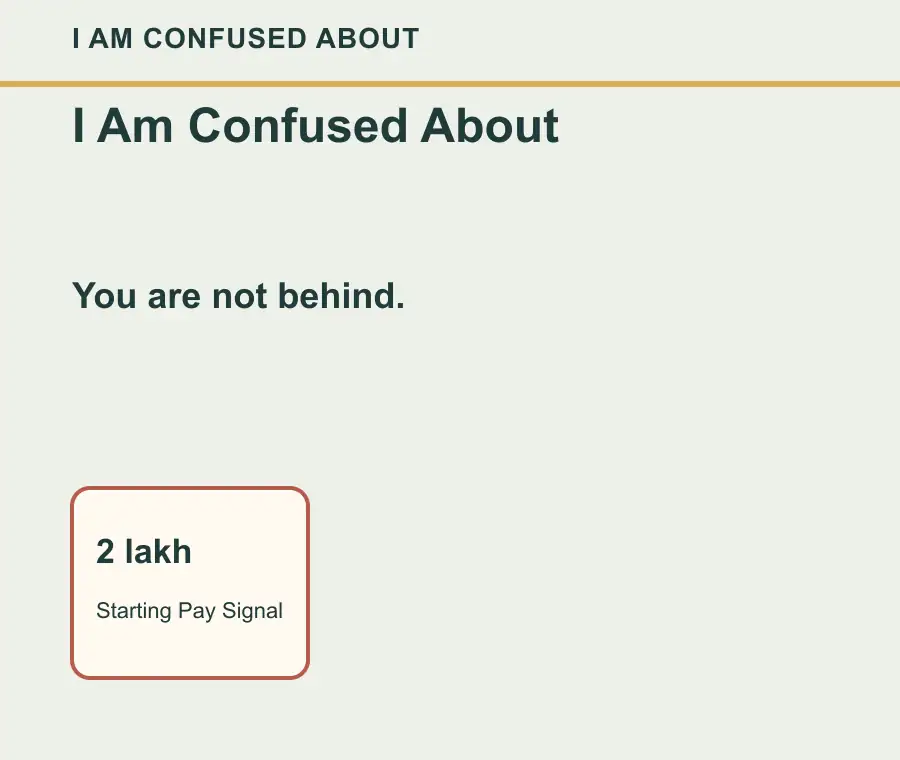 I AM CONFUSED ABOUT
I Am Confused About
You are not behind.
2 lakh
Starting Pay Signal